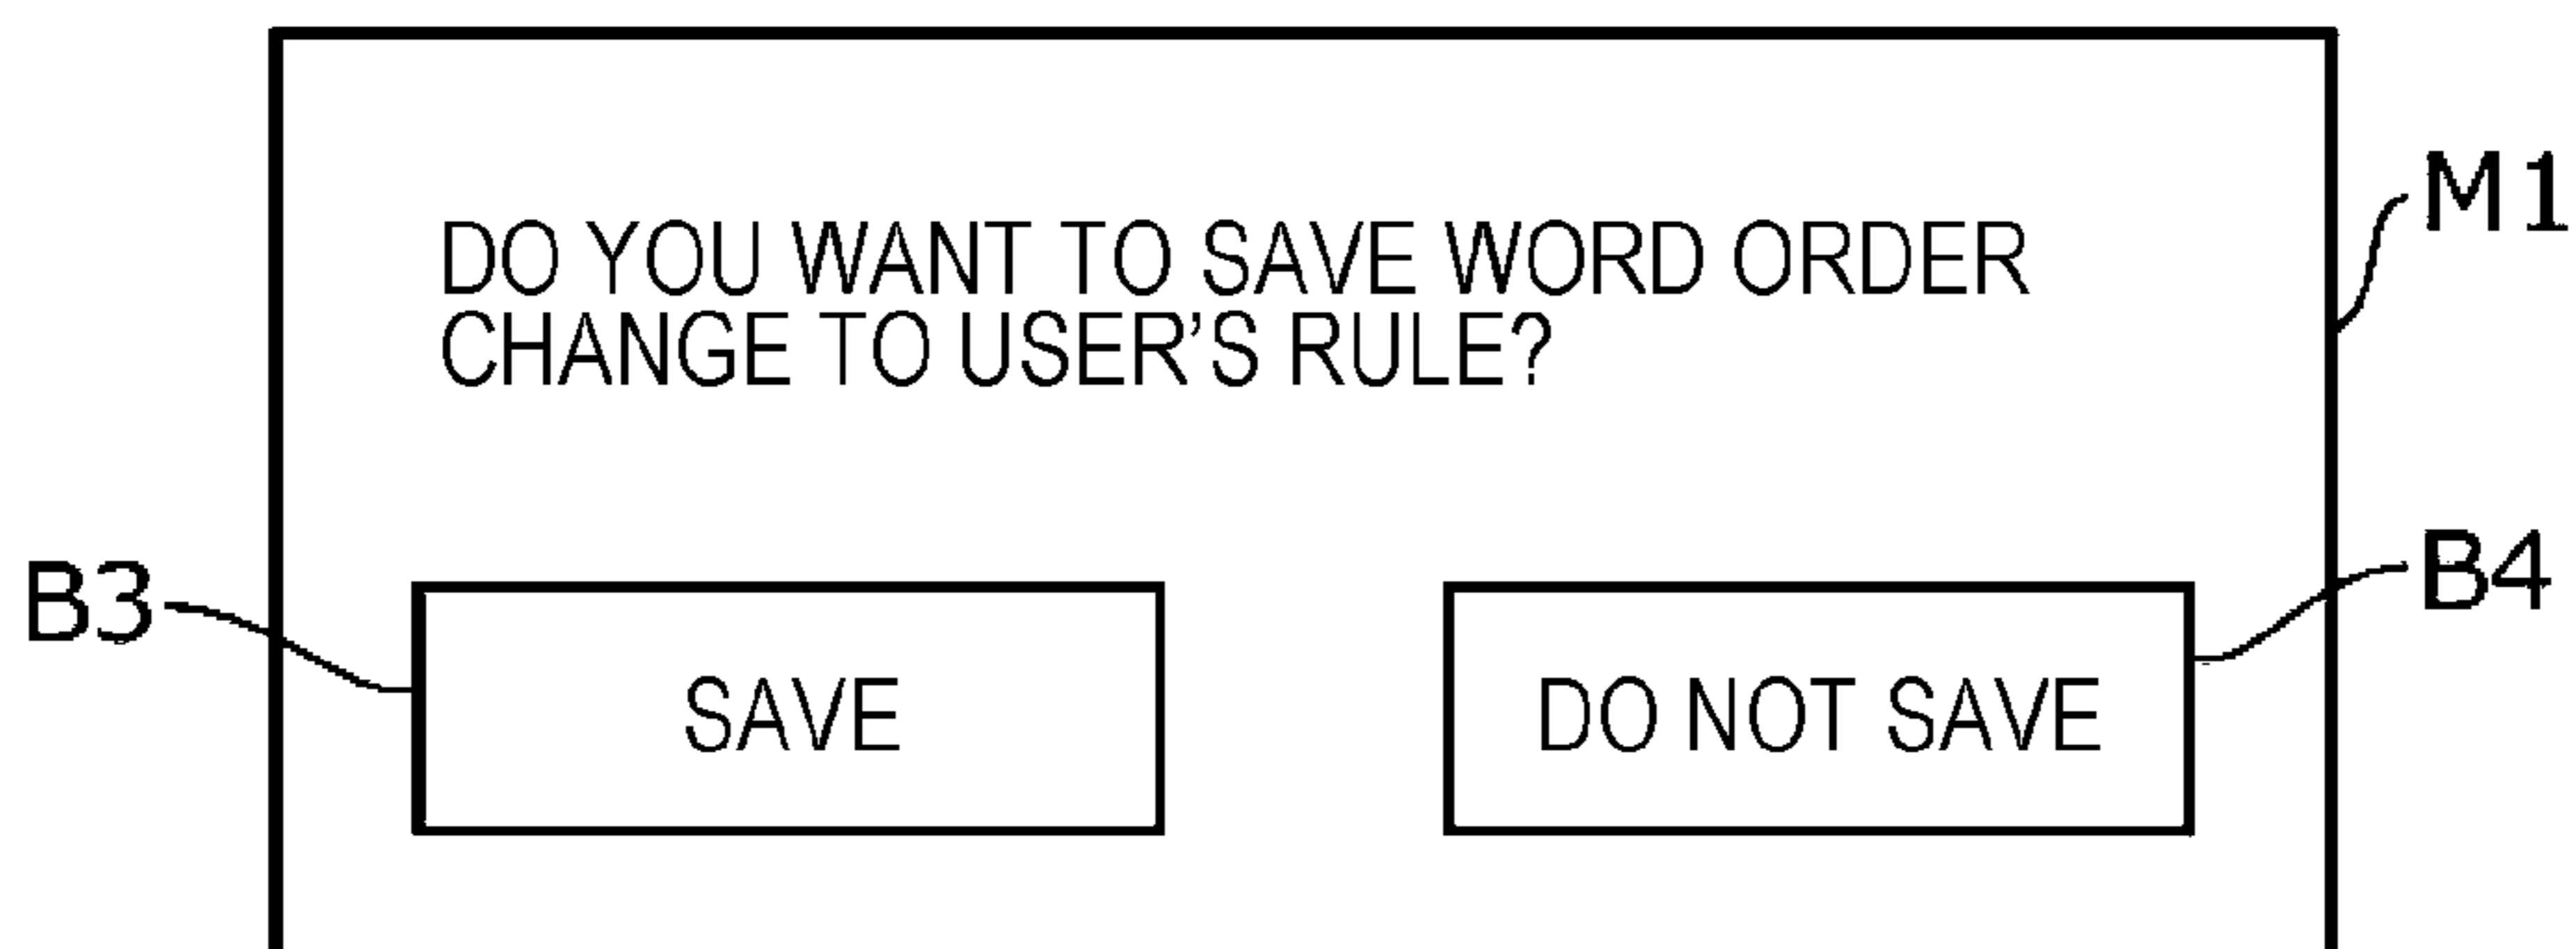 M1
DO YOU WANT TO SAVE WORD ORDER
CHANGE TO USER'S RULE?
B3
B4
SAVE
DO NOT SAVE